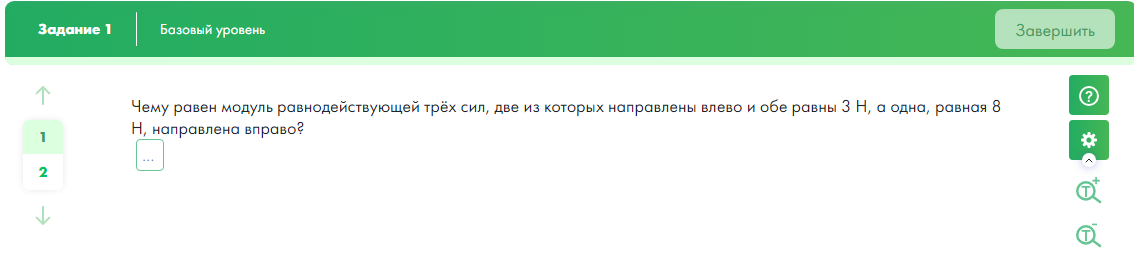 Задание 1
Базовый уровень
Завершить
Чему равен модуль равнодействующей трёх сил, две из которых направлены влево и обе равны 3 Н, а одна, равная 8
Н, направлена вправо?
...
1
2